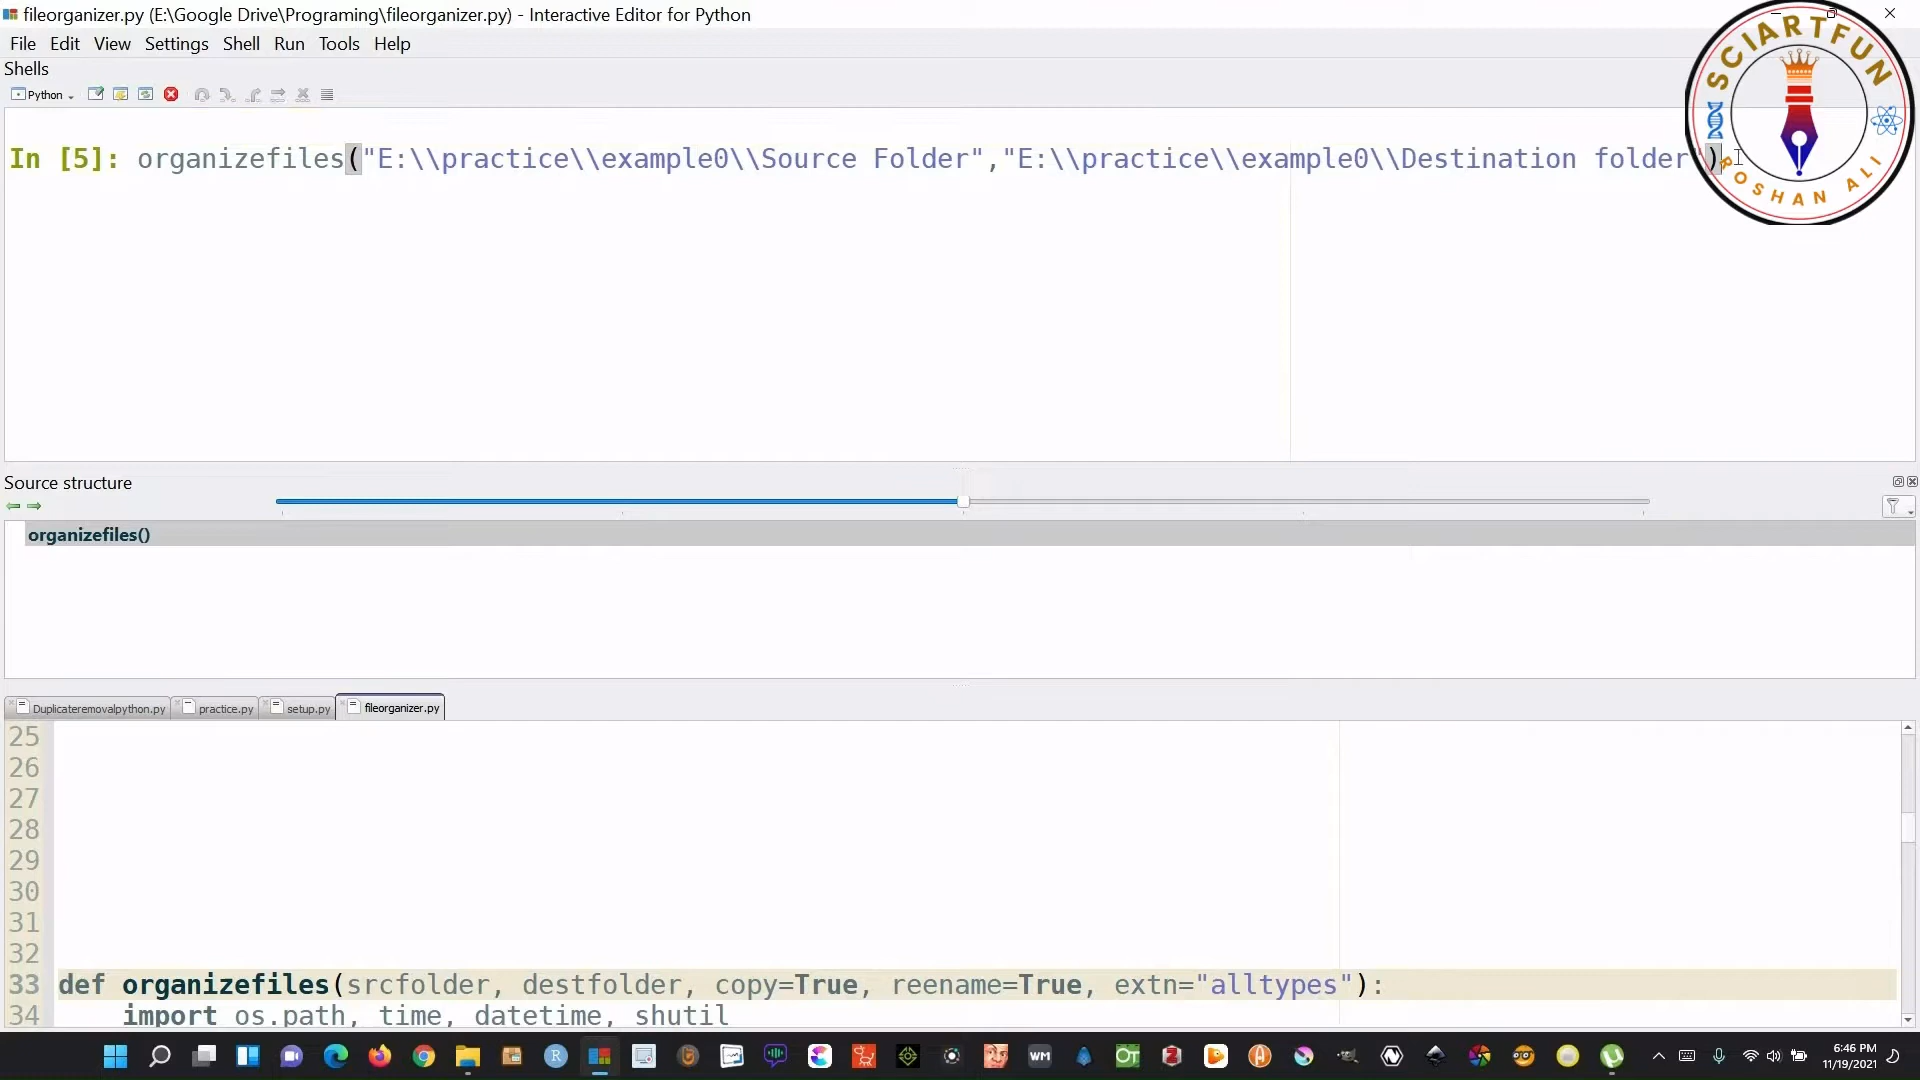 fileorganizer.py (E:\Google Drive\Programing\fileorganizer.py) - Interactive Editor for Python
File Edit View Settings Shell Run Tools Help
Shells
Python
In [5]: organizefiles("E:\\practice\\example0\\Source Folder","E:\\practice\\example0\\Destination folder")
SCIARTFUN
ROSHAN ALI
Source structure
organizefiles()
Duplicateremovalpython.py practice.py setup.py fileorganizer.py
25
26
27
28
29
30
31
32
33 def organizefiles(srcfolder, destfolder, copy=True, reename=True, extn="alltypes"):
34 import os.path, time, datetime, shutil
R WM OT Z
6:46 PM
11/19/2021